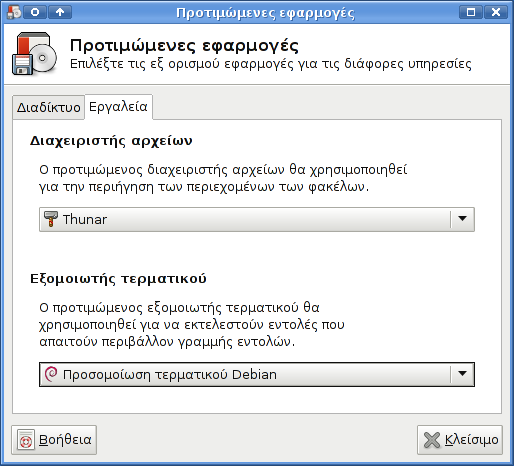 Προτιμώμενες εφαρμογές
Προτιμώμενες εφαρμογές
Επιλέξτε τις εξ ορισμού εφαρμογές για τις διάφορες υπηρεσίες
Διαδίκτυο
Εργαλεία
Διαχειριστής αρχείων
Ο προτιμώμενος διαχειριστής αρχείων θα χρησιμοποιηθεί
για την περιήγηση των περιεχομένων των φακέλων.
Thunar
Εξομοιωτής τερματικού
Ο προτιμώμενος εξομοιωτής τερματικού θα
χρησιμοποιηθεί για να εκτελεστούν εντολές που
απαιτούν περιβάλλον γραμμής εντολών.
Προσομοίωση τερματικού Debian
Βοήθεια
Κλείσιμο